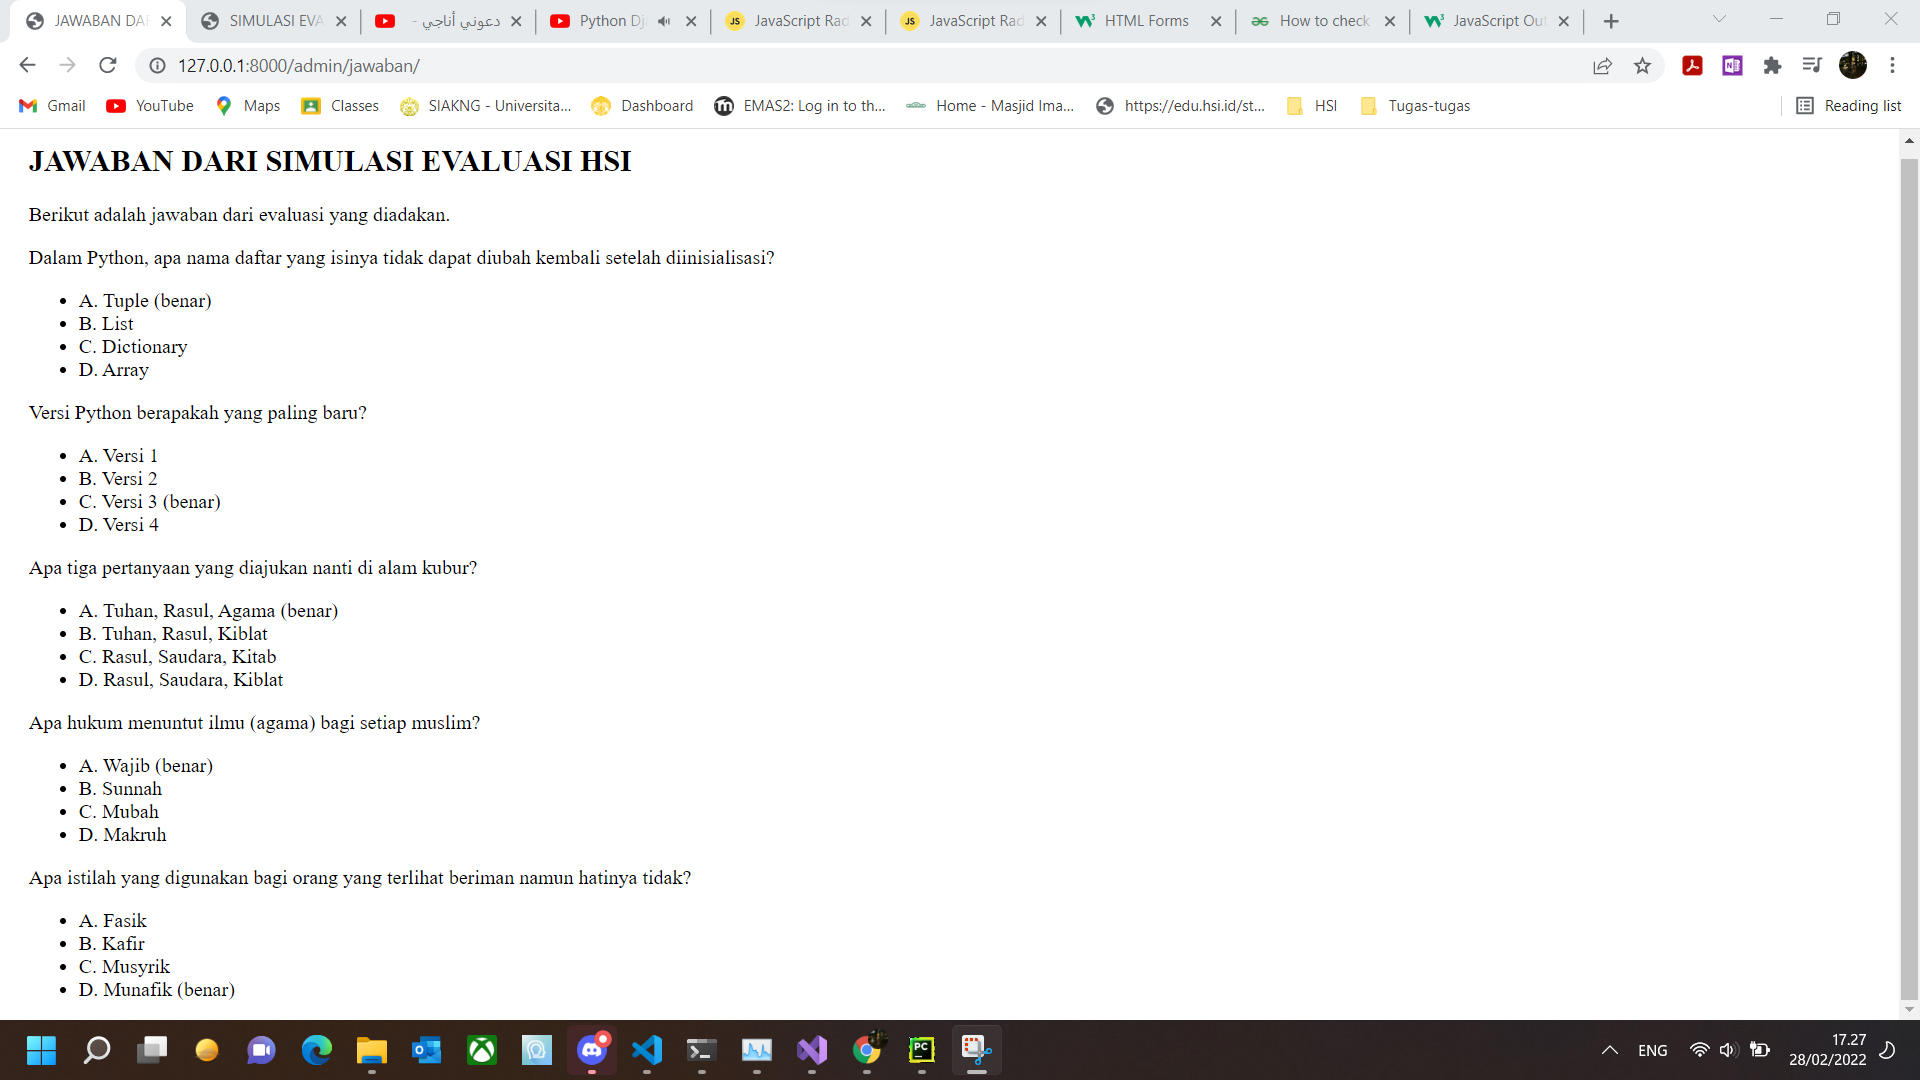 JAWABAN DAR
SIMULASI EVA
دعوني أناجي -
Python Dj
JavaScript Rad
JavaScript Rad
HTML Forms
How to check
JavaScript Out
127.0.0.1:8000/admin/jawaban/
Gmail
YouTube
Maps
Classes
SIAKNG - Universita...
Dashboard
EMAS2: Log in to th...
Home - Masjid Ima...
https://edu.hsi.id/st...
HSI
Tugas-tugas
Reading list
JAWABAN DARI SIMULASI EVALUASI HSI
Berikut adalah jawaban dari evaluasi yang diadakan.
Dalam Python, apa nama daftar yang isinya tidak dapat diubah kembali setelah diinisialisasi?
• A. Tuple (benar)
• B. List
• C. Dictionary
• D. Array
Versi Python berapakah yang paling baru?
• A. Versi 1
• B. Versi 2
• C. Versi 3 (benar)
• D. Versi 4
Apa tiga pertanyaan yang diajukan nanti di alam kubur?
• A. Tuhan, Rasul, Agama (benar)
• B. Tuhan, Rasul, Kiblat
• C. Rasul, Saudara, Kitab
• D. Rasul, Saudara, Kiblat
Apa hukum menuntut ilmu (agama) bagi setiap muslim?
• A. Wajib (benar)
• B. Sunnah
• C. Mubah
• D. Makruh
Apa istilah yang digunakan bagi orang yang terlihat beriman namun hatinya tidak?
• A. Fasik
• B. Kafir
• C. Musyrik
• D. Munafik (benar)
ENG
17.27
28/02/2022